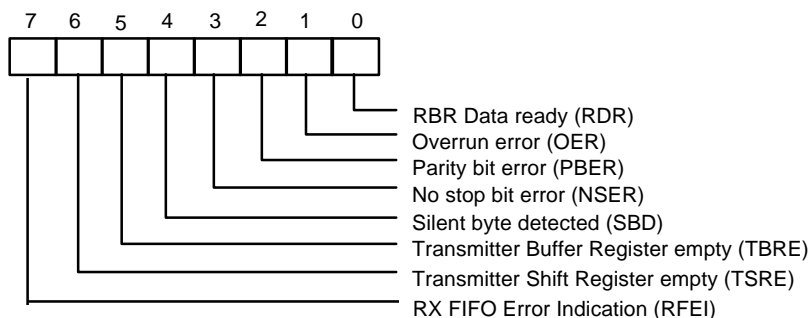 7 6 5 4 3 2 1 0
RBR Data ready (RDR)
Overrun error (OER)
Parity bit error (PBER)
No stop bit error (NSER)
Silent byte detected (SBD)
Transmitter Buffer Register empty (TBRE)
Transmitter Shift Register empty (TSRE)
RX FIFO Error Indication (RFEI)